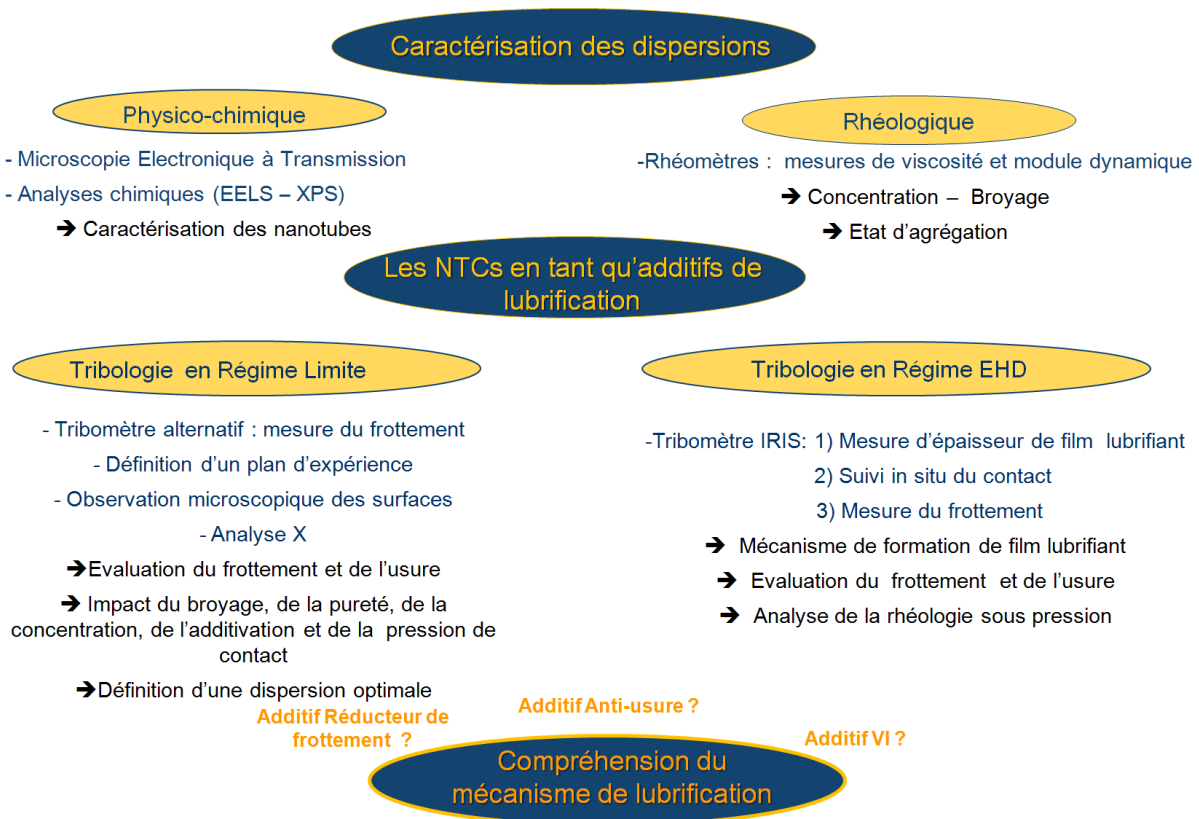 Caractérisation des dispersions
Physico-chimique
- Microscopie Electronique à Transmission
- Analyses chimiques (EELS – XPS)
➔ Caractérisation des nanotubes
Rhéologique
-Rhéomètres : mesures de viscosité et module dynamique
➔ Concentration – Broyage
➔ Etat d'agrégation
Les NTCs en tant qu'additifs de
lubrification
Tribologie en Régime Limite
- Tribomètre alternatif : mesure du frottement
- Définition d'un plan d'expérience
- Observation microscopique des surfaces
- Analyse X
➔Evaluation du frottement et de l'usure
➔ Impact du broyage, de la pureté, de la
concentration, de l'additivation et de la pression de
contact
➔Définition d'une dispersion optimale
Tribologie en Régime EHD
-Tribomètre IRIS: 1) Mesure d'épaisseur de film lubrifiant
2) Suivi in situ du contact
3) Mesure du frottement
➔ Mécanisme de formation de film lubrifiant
➔ Evaluation du frottement et de l'usure
➔ Analyse de la rhéologie sous pression
Additif Réducteur de
frottement ?
Additif Anti-usure ?
Additif VI ?
Compréhension du
mécanisme de lubrification